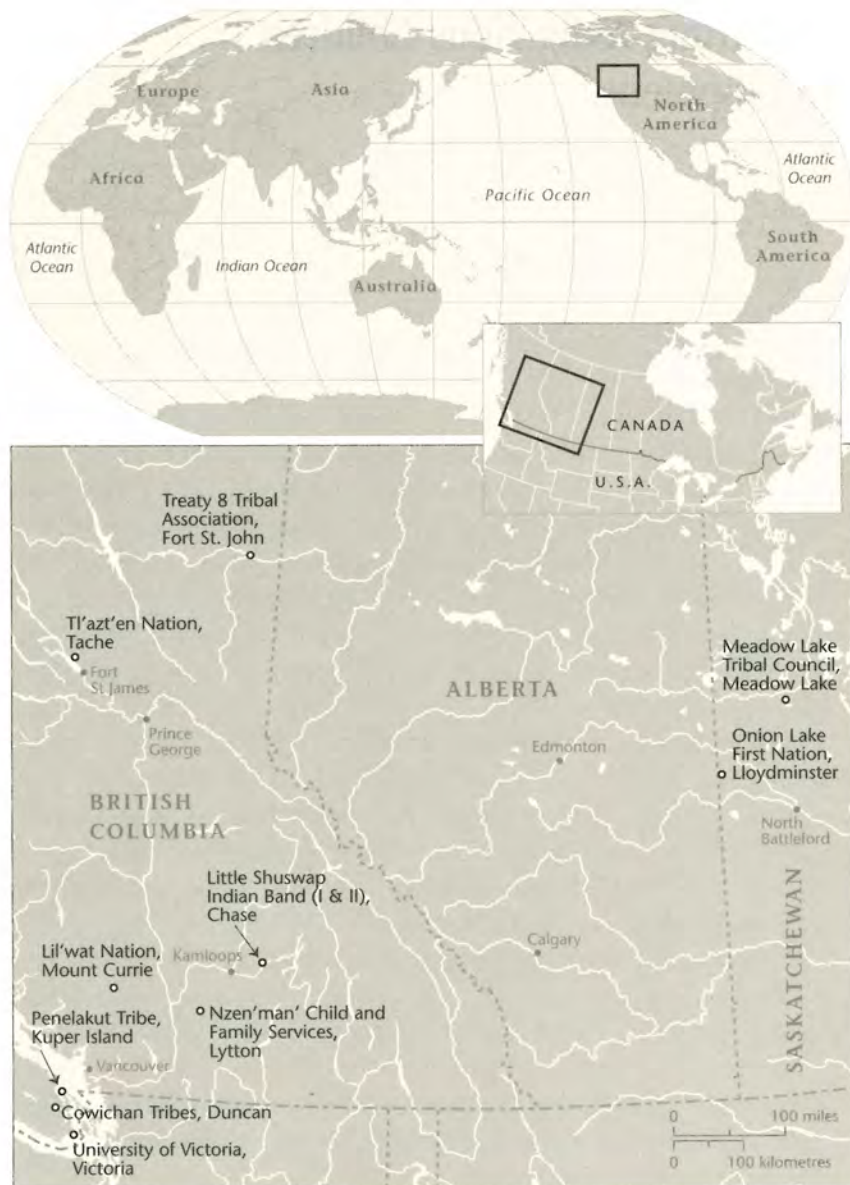 Europe
Asia
North
America
Africa
Pacific Ocean
Atlantic
Ocean
Atlantic
Ocean
Indian Ocean
South
America
Australia
CANADA
U.S.A.
Treaty 8 Tribal
Association,
Fort St. John
Tl'azt'en Nation,
Tache
Fort
St James
Prince
George
ALBERTA
Meadow Lake
Tribal Council,
Meadow Lake
Onion Lake
First Nation,
Lloydminster
Edmonton
North
Battleford
BRITISH
COLUMBIA
Little Shuswap
Indian Band (I & II),
Chase
SASKATCHEWAN
Lil'wat Nation,
Mount Currie
Kamloops
Calgary
Nzen'man' Child and
Family Services,
Lytton
Penelakut Tribe,
Kuper Island
Vancouver
Cowichan Tribes, Duncan
University of Victoria,
Victoria
0 100 miles
0 100 kilometres